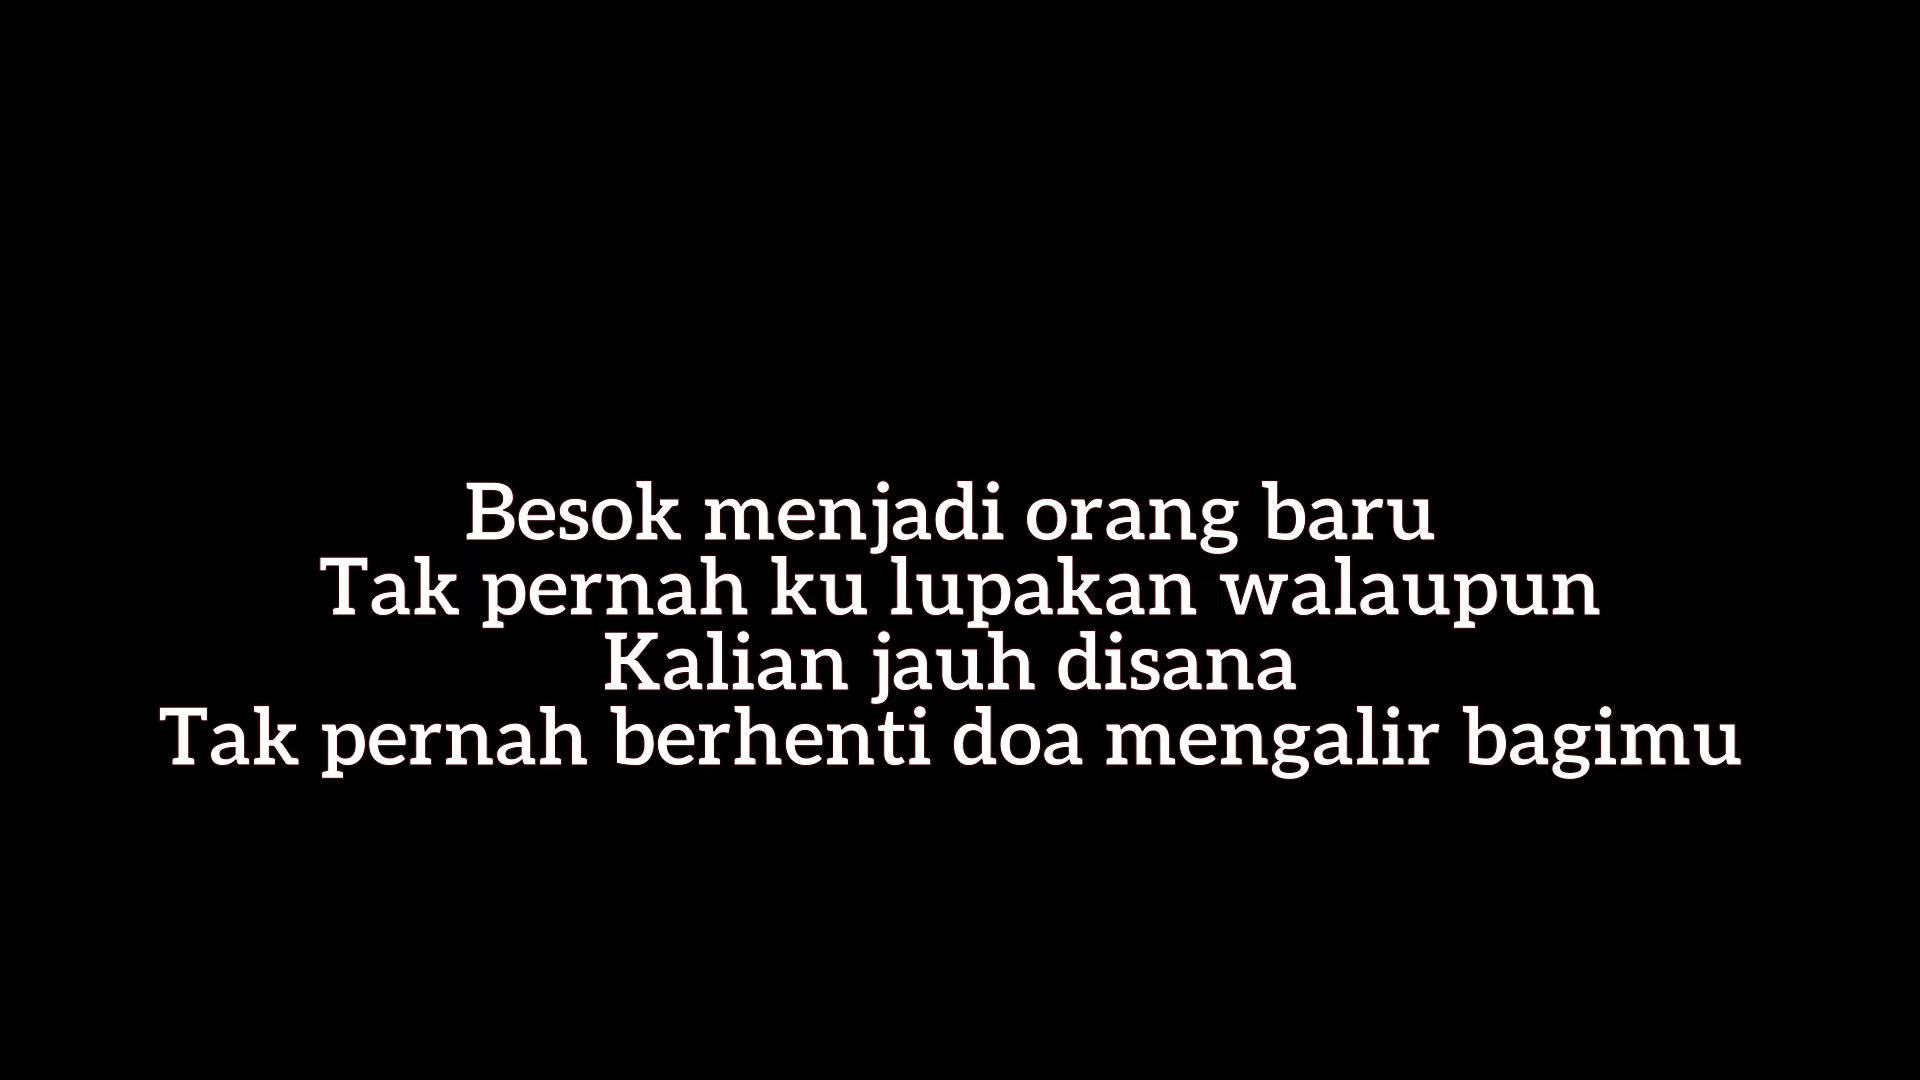 Besok menjadi orang baru
Tak pernah ku lupakan walaupun
Kalian jauh disana
Tak pernah berhenti doa mengalir bagimu